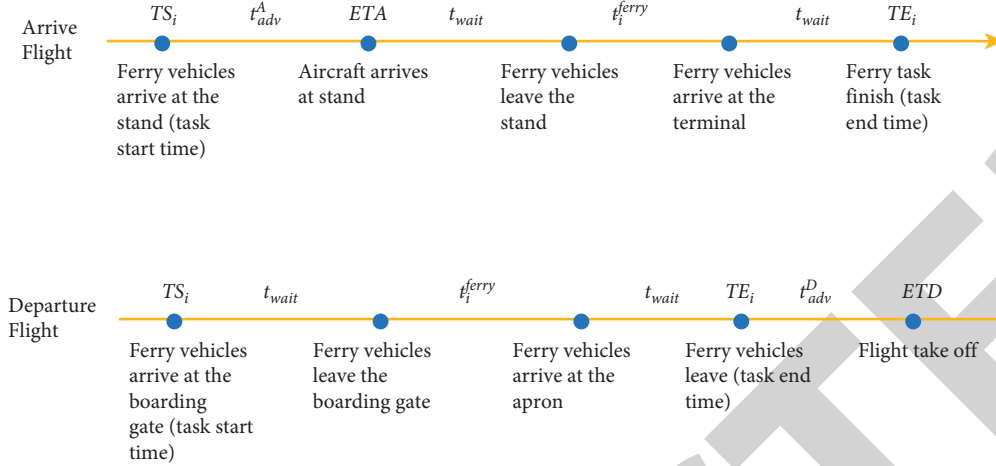 Arrive
Flight
TS_i t_adv^A ETA t_wait t_i^ferry t_wait TE_i
Ferry vehicles
arrive at the
stand (task
start time)
Aircraft arrives
at stand
Ferry vehicles
leave the
stand
Ferry vehicles
arrive at the
terminal
Ferry task
finish (task
end time)
Departure
Flight
TS_i t_wait t_i^ferry t_wait TE_i t_adv^D ETD
Ferry vehicles
arrive at the
boarding
gate (task start
time)
Ferry vehicles
leave the
boarding gate
Ferry vehicles
arrive at the
apron
Ferry vehicles
leave (task end
time)
Flight take off